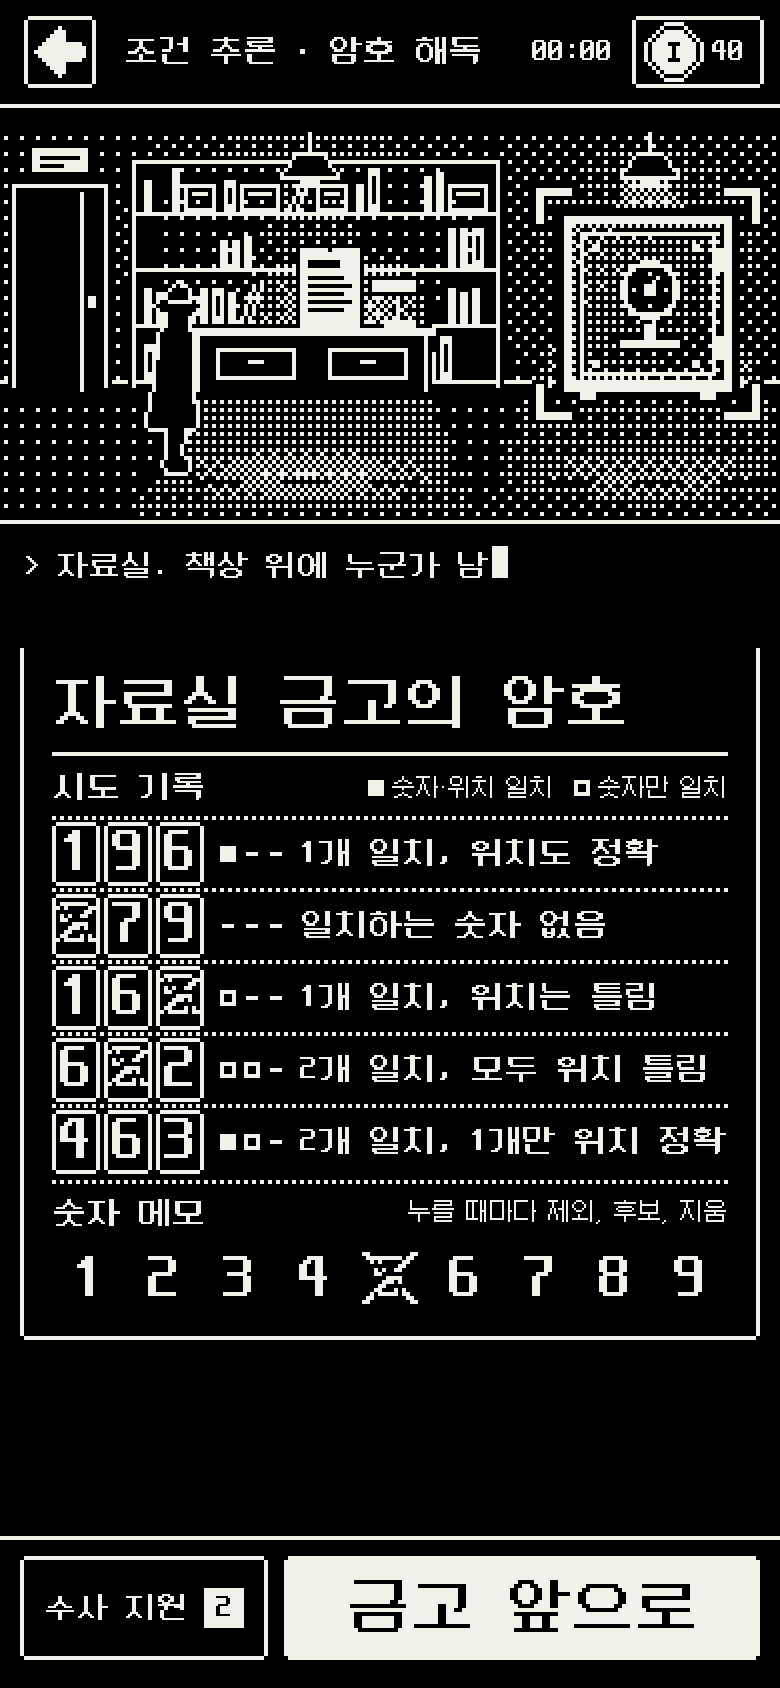 조건 추론 · 암호 해독 00:00 I 40
> 자료실. 책상 위에 누군가 남
자료실 금고의 암호
시도 기록 ■ 숫자·위치 일치 □ 숫자만 일치
1 9 6 ■-- 1개 일치, 위치도 정확
7 9 --- 일치하는 숫자 없음
1 6 □-- 1개 일치, 위치는 틀림
6 2 □□- 2개 일치, 모두 위치 틀림
4 6 3 ■□- 2개 일치, 1개만 위치 정확
숫자 메모 누를 때마다 제외, 후보, 지움
1 2 3 4 6 7 8 9
수사 지원 2
금고 앞으로